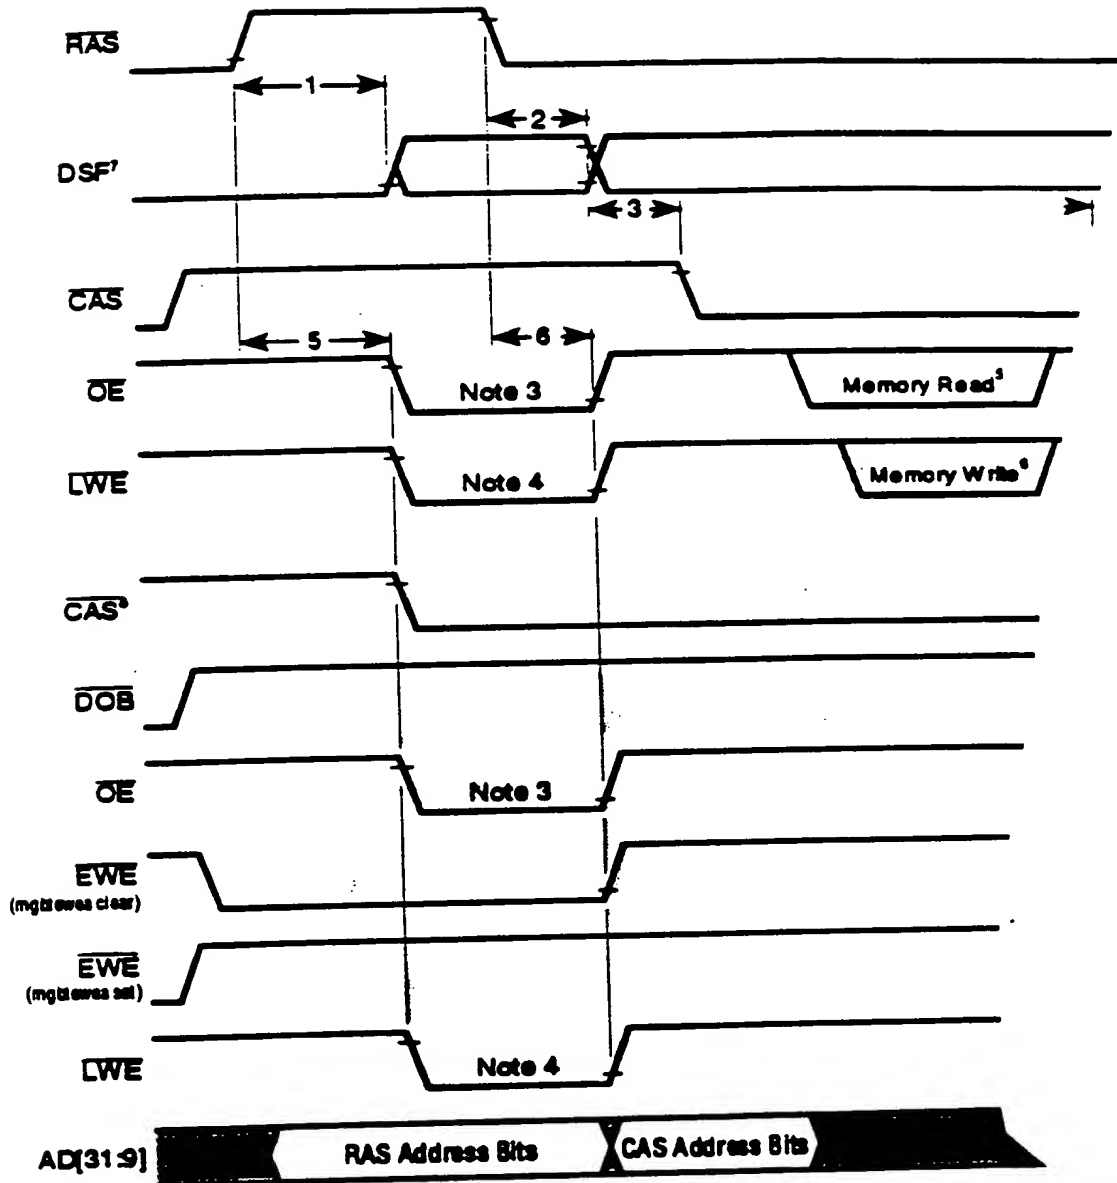 RAS
1
2
DSF⁷
3
CAS
5
6
OE
Note 3
Memory Read⁵
LWE
Note 4
Memory Write⁶
CAS⁸
DOB
OE
Note 3
EWE
clear)
EWE
LWE
Note 4
AD[31:9]
RAS Address Bits
CAS Address Bits